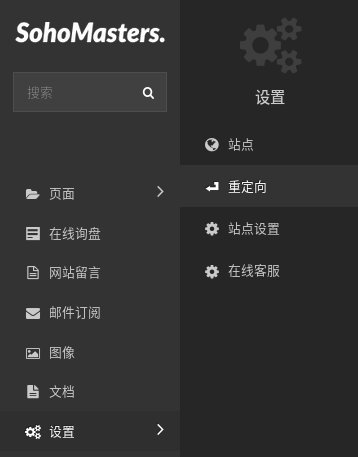 SohoMasters.
搜索
页面
在线询盘
网站留言
邮件订阅
图像
文档
设置
设置
站点
重定向
站点设置
在线客服